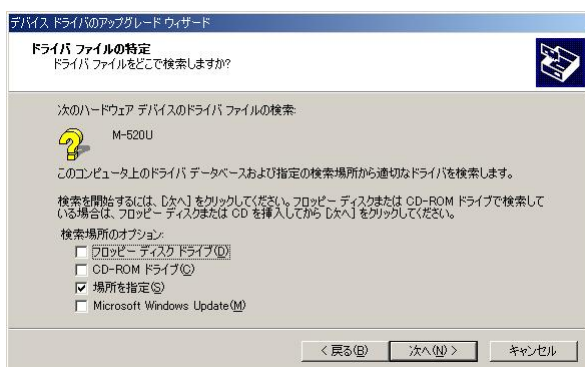 デバイス ドライバのアップグレード ウィザード
ドライバ ファイルの特定
ドライバ ファイルをどこで検索しますか?
次のハードウェア デバイスのドライバ ファイルの検索:
M-520U
このコンピュータ上のドライバ データベースおよび指定の検索場所から適切なドライバを検索します。
検索を開始するには、[次へ] をクリックしてください。フロッピー ディスクまたは CD-ROM ドライブで検索して
いる場合は、フロッピー ディスクまたは CD を挿入してから [次へ] をクリックしてください。
検索場所のオプション:
フロッピー ディスク ドライブ(D)
CD-ROM ドライブ(C)
場所を指定(S)
Microsoft Windows Update(M)
< 戻る(B) 次へ(N) > キャンセル